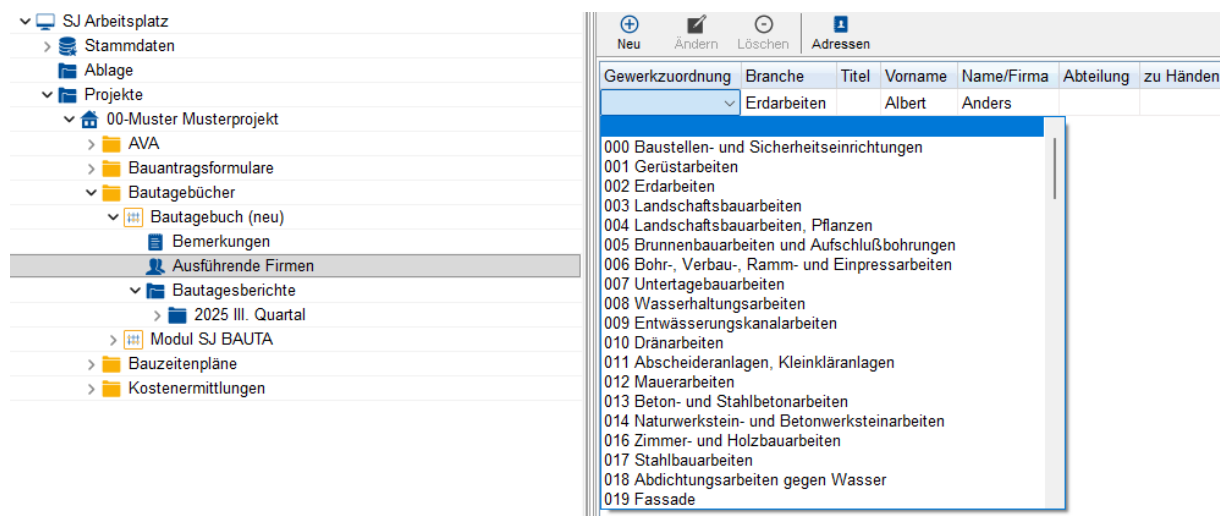 SJ Arbeitsplatz
Stammdaten
Ablage
Projekte
00-Muster Musterprojekt
AVA
Bauantragsformulare
Bautagebücher
Bautagebuch (neu)
Bemerkungen
Ausführende Firmen
Bautagesberichte
2025 III. Quartal
Modul SJ BAUTA
Bauzeitenpläne
Kostenermittlungen
Neu Ändern Löschen Adressen
Gewerkzuordnung Branche Titel Vorname Name/Firma Abteilung zu Händen
Erdarbeiten Albert Anders
000 Baustellen- und Sicherheitseinrichtungen
001 Gerüstarbeiten
002 Erdarbeiten
003 Landschaftsbauarbeiten
004 Landschaftsbauarbeiten, Pflanzen
005 Brunnenbauarbeiten und Aufschlußbohrungen
006 Bohr-, Verbau-, Ramm- und Einpressarbeiten
007 Untertagebauarbeiten
008 Wasserhaltungsarbeiten
009 Entwässerungskanalarbeiten
010 Dränarbeiten
011 Abscheideranlagen, Kleinkläranlagen
012 Mauerarbeiten
013 Beton- und Stahlbetonarbeiten
014 Naturwerkstein- und Betonwerksteinarbeiten
016 Zimmer- und Holzbauarbeiten
017 Stahlbauarbeiten
018 Abdichtungsarbeiten gegen Wasser
019 Fassade